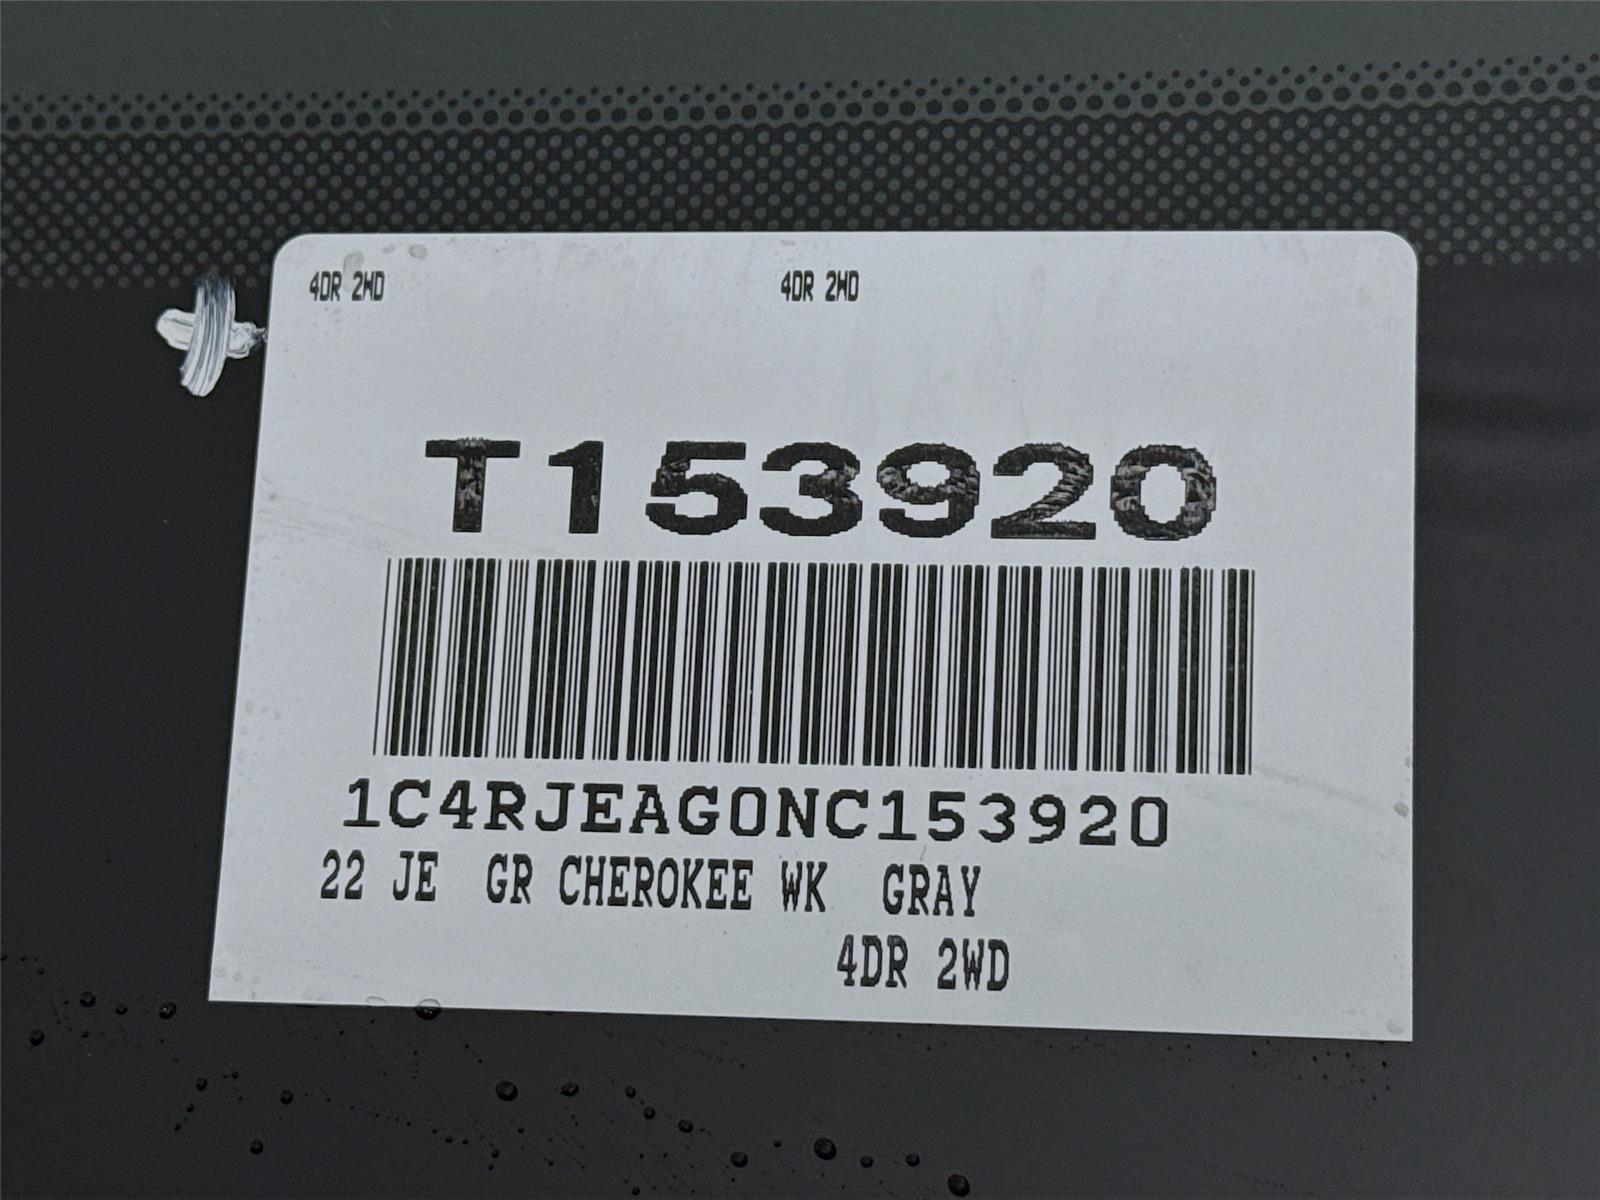 4DR 2WD 4DR 2WD
T153920
1C4RJEAG0NC153920
22 JE GR CHEROKEE WK GRAY
4DR 2WD